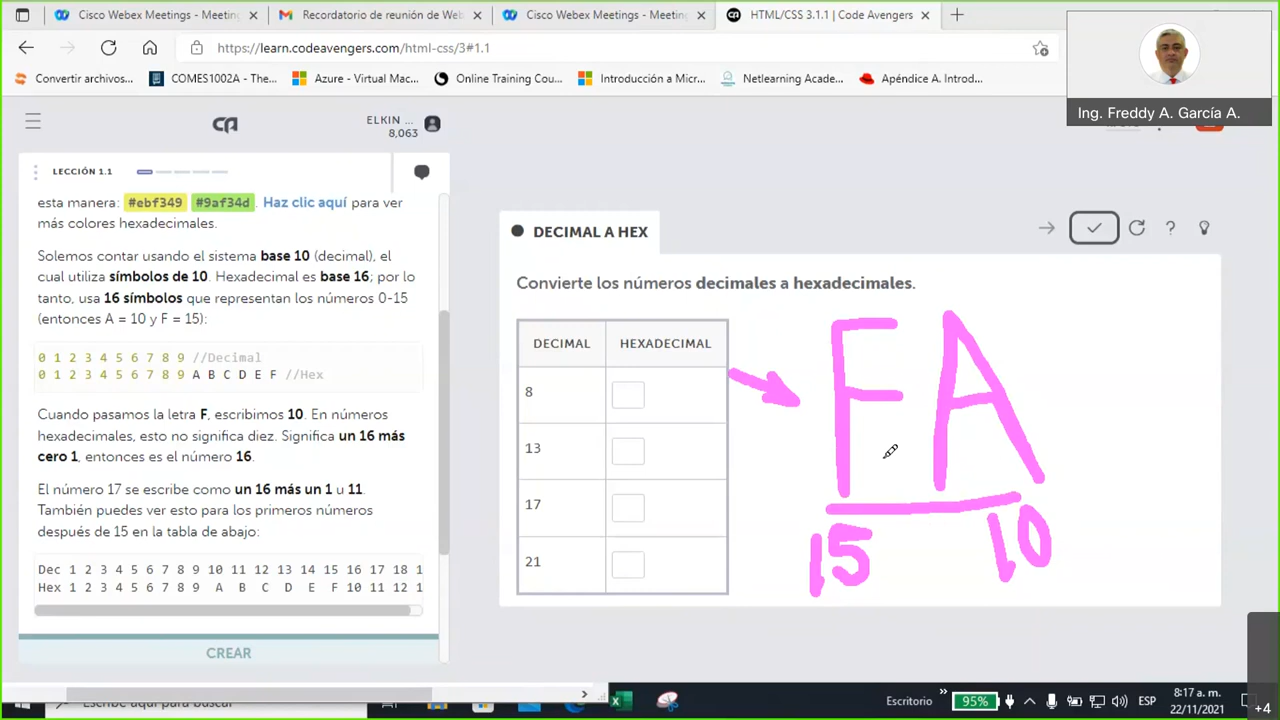 Cisco Webex Meetings - Meeting
Recordatorio de reunión de Web
Cisco Webex Meetings - Meeting
HTML/CSS 3.1.1 | Code Avengers
https://learn.codeavengers.com/html-css/3#1.1
Convertir archivos...
COMES1002A - The...
Azure - Virtual Mac...
Online Training Cou...
Introducción a Micr...
Netlearning Acade...
Apéndice A. Introd...
Ing. Freddy A. García A.
ELKIN ...
8,063
LECCIÓN 1.1
esta manera: #ebf349 #9af34d. Haz clic aquí para ver
más colores hexadecimales.
Solemos contar usando el sistema base 10 (decimal), el
cual utiliza símbolos de 10. Hexadecimal es base 16; por lo
tanto, usa 16 símbolos que representan los números 0-15
(entonces A = 10 y F = 15):
0 1 2 3 4 5 6 7 8 9 //Decimal
0 1 2 3 4 5 6 7 8 9 A B C D E F //Hex
Cuando pasamos la letra F, escribimos 10. En números
hexadecimales, esto no significa diez. Significa un 16 más
cero 1, entonces es el número 16.
El número 17 se escribe como un 16 más un 1 u 11.
También puedes ver esto para los primeros números
después de 15 en la tabla de abajo:
Dec 1 2 3 4 5 6 7 8 9 10 11 12 13 14 15 16 17 18 1
Hex 1 2 3 4 5 6 7 8 9 A B C D E F 10 11 12 1
CREAR
DECIMAL A HEX
Convierte los números decimales a hexadecimales.
DECIMAL HEXADECIMAL
8
13
17
21
FA
15 10
Escribe aquí para buscar
Escritorio
95%
ESP
8:17 a. m.
22/11/2021
+4